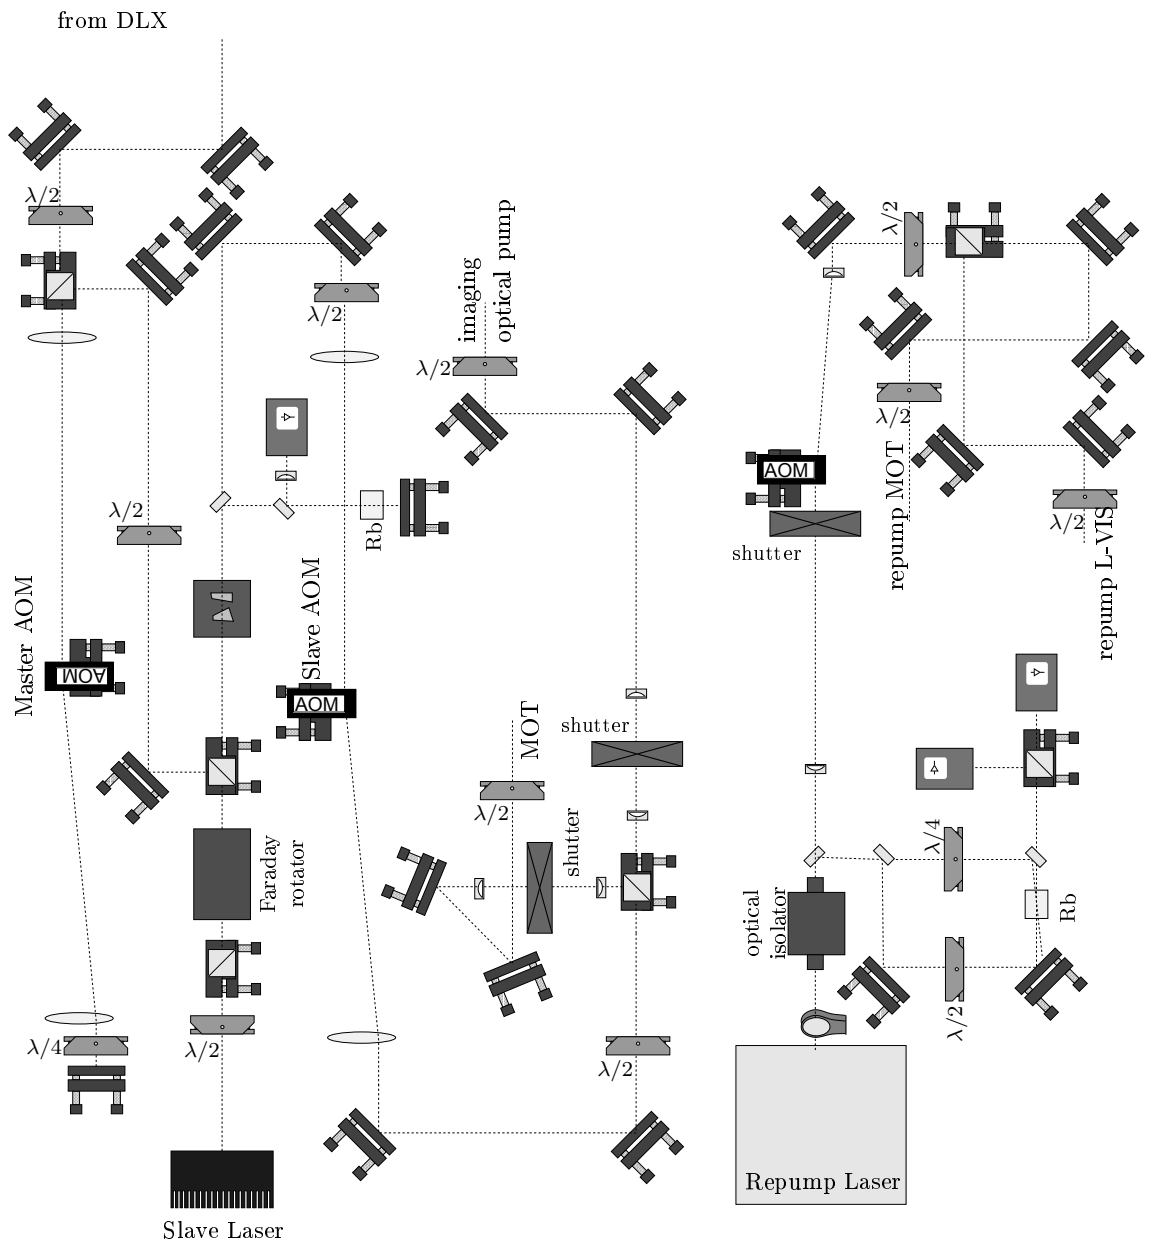 from DLX
λ/2
λ/2
imaging
optical pump
λ/2
λ/2
λ/2
λ/2
repump MOT
λ/2
repump L-VIS
AOM
shutter
λ/2
Rb
Master AOM
AOM
Slave AOM
AOM
MOT
shutter
λ/2
shutter
Faraday
rotator
optical
isolator
λ/4
Rb
λ/2
λ/4
λ/2
λ/2
Repump Laser
Slave Laser